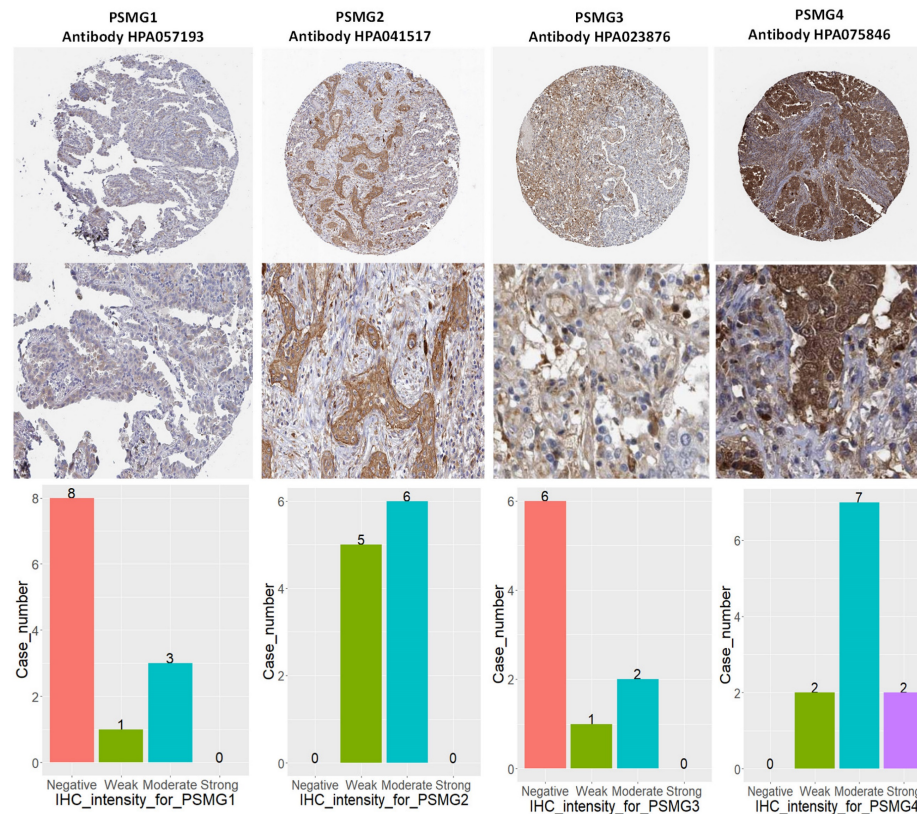 PSMG1
Antibody HPA057193
PSMG2
Antibody HPA041517
PSMG3
Antibody HPA023876
PSMG4
Antibody HPA075846
Case_number
8
6
4
2
0
8
1
3
0
Negative Weak Moderate Strong
IHC_intensity_for_PSMG1
Case_number
6
4
2
0
0
5
6
0
Negative Weak Moderate Strong
IHC_intensity_for_PSMG2
Case_number
6
4
2
0
6
1
2
0
Negative Weak Moderate Strong
IHC_intensity_for_PSMG3
Case_number
6
4
2
0
0
2
7
2
Negative Weak Moderate Strong
IHC_intensity_for_PSMG4